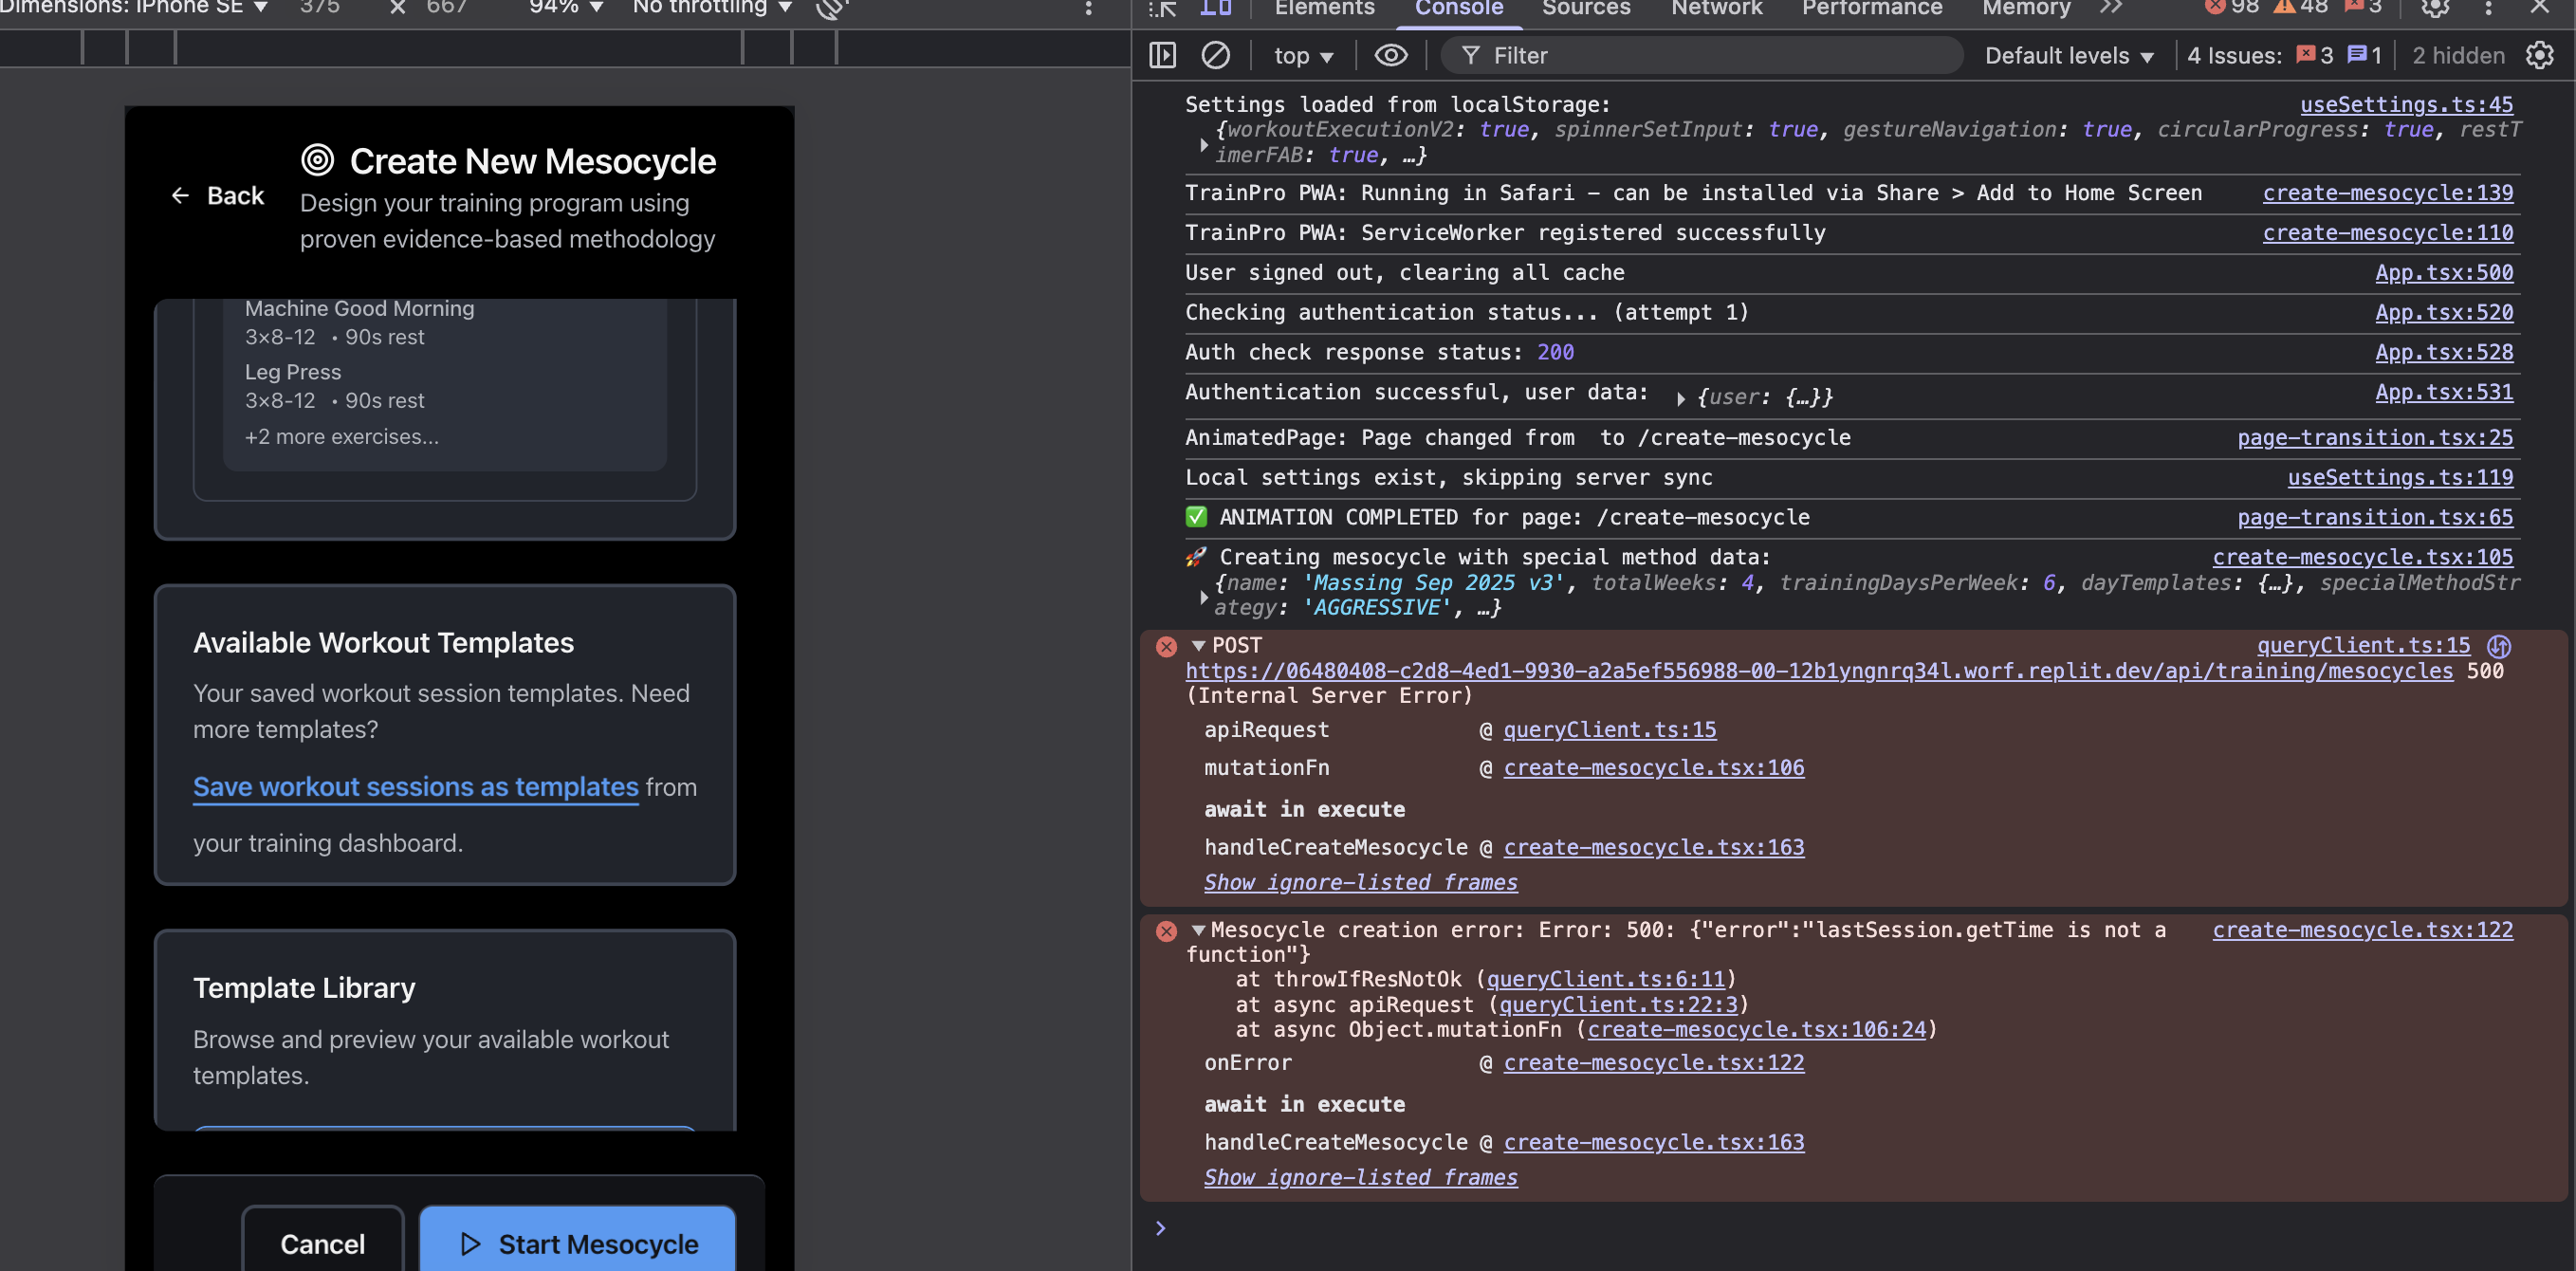 Dimensions: iPhone SE ▼ 375 × 667 94% ▼ No throttling ▼
Create New Mesocycle
← Back
Design your training program using
proven evidence-based methodology
Machine Good Morning
3×8-12 • 90s rest
Leg Press
3×8-12 • 90s rest
+2 more exercises...
Available Workout Templates
Your saved workout session templates. Need
more templates?
Save workout sessions as templates from
your training dashboard.
Template Library
Browse and preview your available workout
templates.
Cancel
Start Mesocycle
Elements Console Sources Network Performance Memory 98 48 3
top ▼ Filter Default levels ▼ 4 Issues: 3 1 2 hidden
Settings loaded from localStorage: useSettings.ts:45
{workoutExecutionV2: true, spinnerSetInput: true, gestureNavigation: true, circularProgress: true, restT
imerFAB: true, …}
TrainPro PWA: Running in Safari – can be installed via Share > Add to Home Screen create-mesocycle:139
TrainPro PWA: ServiceWorker registered successfully create-mesocycle:110
User signed out, clearing all cache App.tsx:500
Checking authentication status... (attempt 1) App.tsx:520
Auth check response status: 200 App.tsx:528
Authentication successful, user data: ▶ {user: {…}} App.tsx:531
AnimatedPage: Page changed from to /create-mesocycle page-transition.tsx:25
Local settings exist, skipping server sync useSettings.ts:119
✅ ANIMATION COMPLETED for page: /create-mesocycle page-transition.tsx:65
🚀 Creating mesocycle with special method data: create-mesocycle.tsx:105
{name: 'Massing Sep 2025 v3', totalWeeks: 4, trainingDaysPerWeek: 6, dayTemplates: {…}, specialMethodStr
ategy: 'AGGRESSIVE', …}
▼POST queryClient.ts:15
https://06480408-c2d8-4ed1-9930-a2a5ef556988-00-12b1yngnrq34l.worf.replit.dev/api/training/mesocycles 500
(Internal Server Error)
apiRequest @ queryClient.ts:15
mutationFn @ create-mesocycle.tsx:106
await in execute
handleCreateMesocycle @ create-mesocycle.tsx:163
Show ignore-listed frames
▼Mesocycle creation error: Error: 500: {"error":"lastSession.getTime is not a create-mesocycle.tsx:122
function"}
at throwIfResNotOk (queryClient.ts:6:11)
at async apiRequest (queryClient.ts:22:3)
at async Object.mutationFn (create-mesocycle.tsx:106:24)
onError @ create-mesocycle.tsx:122
await in execute
handleCreateMesocycle @ create-mesocycle.tsx:163
Show ignore-listed frames